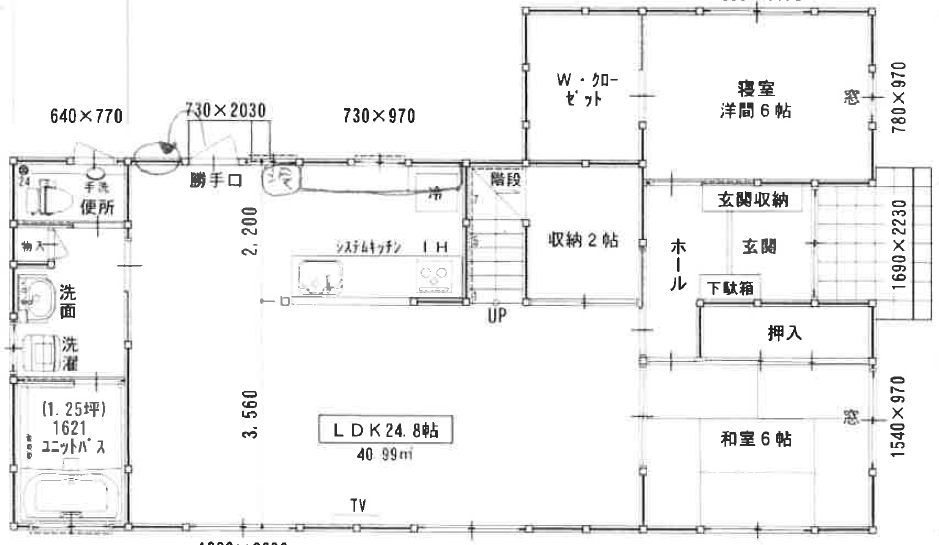 W・クロー
ゼット
寝室
洋間6帖
窓
780×970
640×770
730×2030
730×970
24
手洗
便所
勝手口
冷
階段
収納2帖
玄関収納
玄関
ホール
下駄箱
1690×2230
物入
2.200
システムキッチン IH
洗面
UP
押入
洗濯
(1.25坪)
1621
ユニットバス
3.560
LDK24.8帖
40.99㎡
和室6帖
窓
1540×970
TV